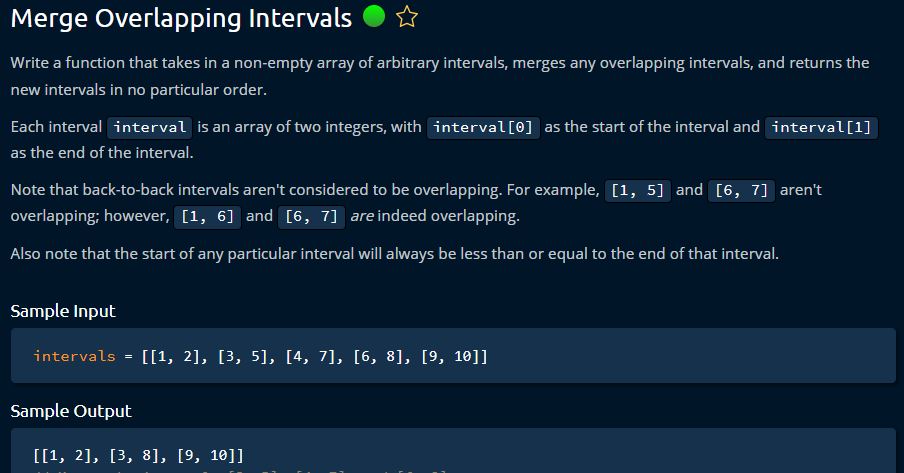 Merge Overlapping Intervals
Write a function that takes in a non-empty array of arbitrary intervals, merges any overlapping intervals, and returns the
new intervals in no particular order.
Each interval interval is an array of two integers, with interval[0] as the start of the interval and interval[1]
as the end of the interval.
Note that back-to-back intervals aren't considered to be overlapping. For example, [1, 5] and [6, 7] aren't
overlapping; however, [1, 6] and [6, 7] are indeed overlapping.
Also note that the start of any particular interval will always be less than or equal to the end of that interval.
Sample Input
intervals = [[1, 2], [3, 5], [4, 7], [6, 8], [9, 10]]
Sample Output
[[1, 2], [3, 8], [9, 10]]